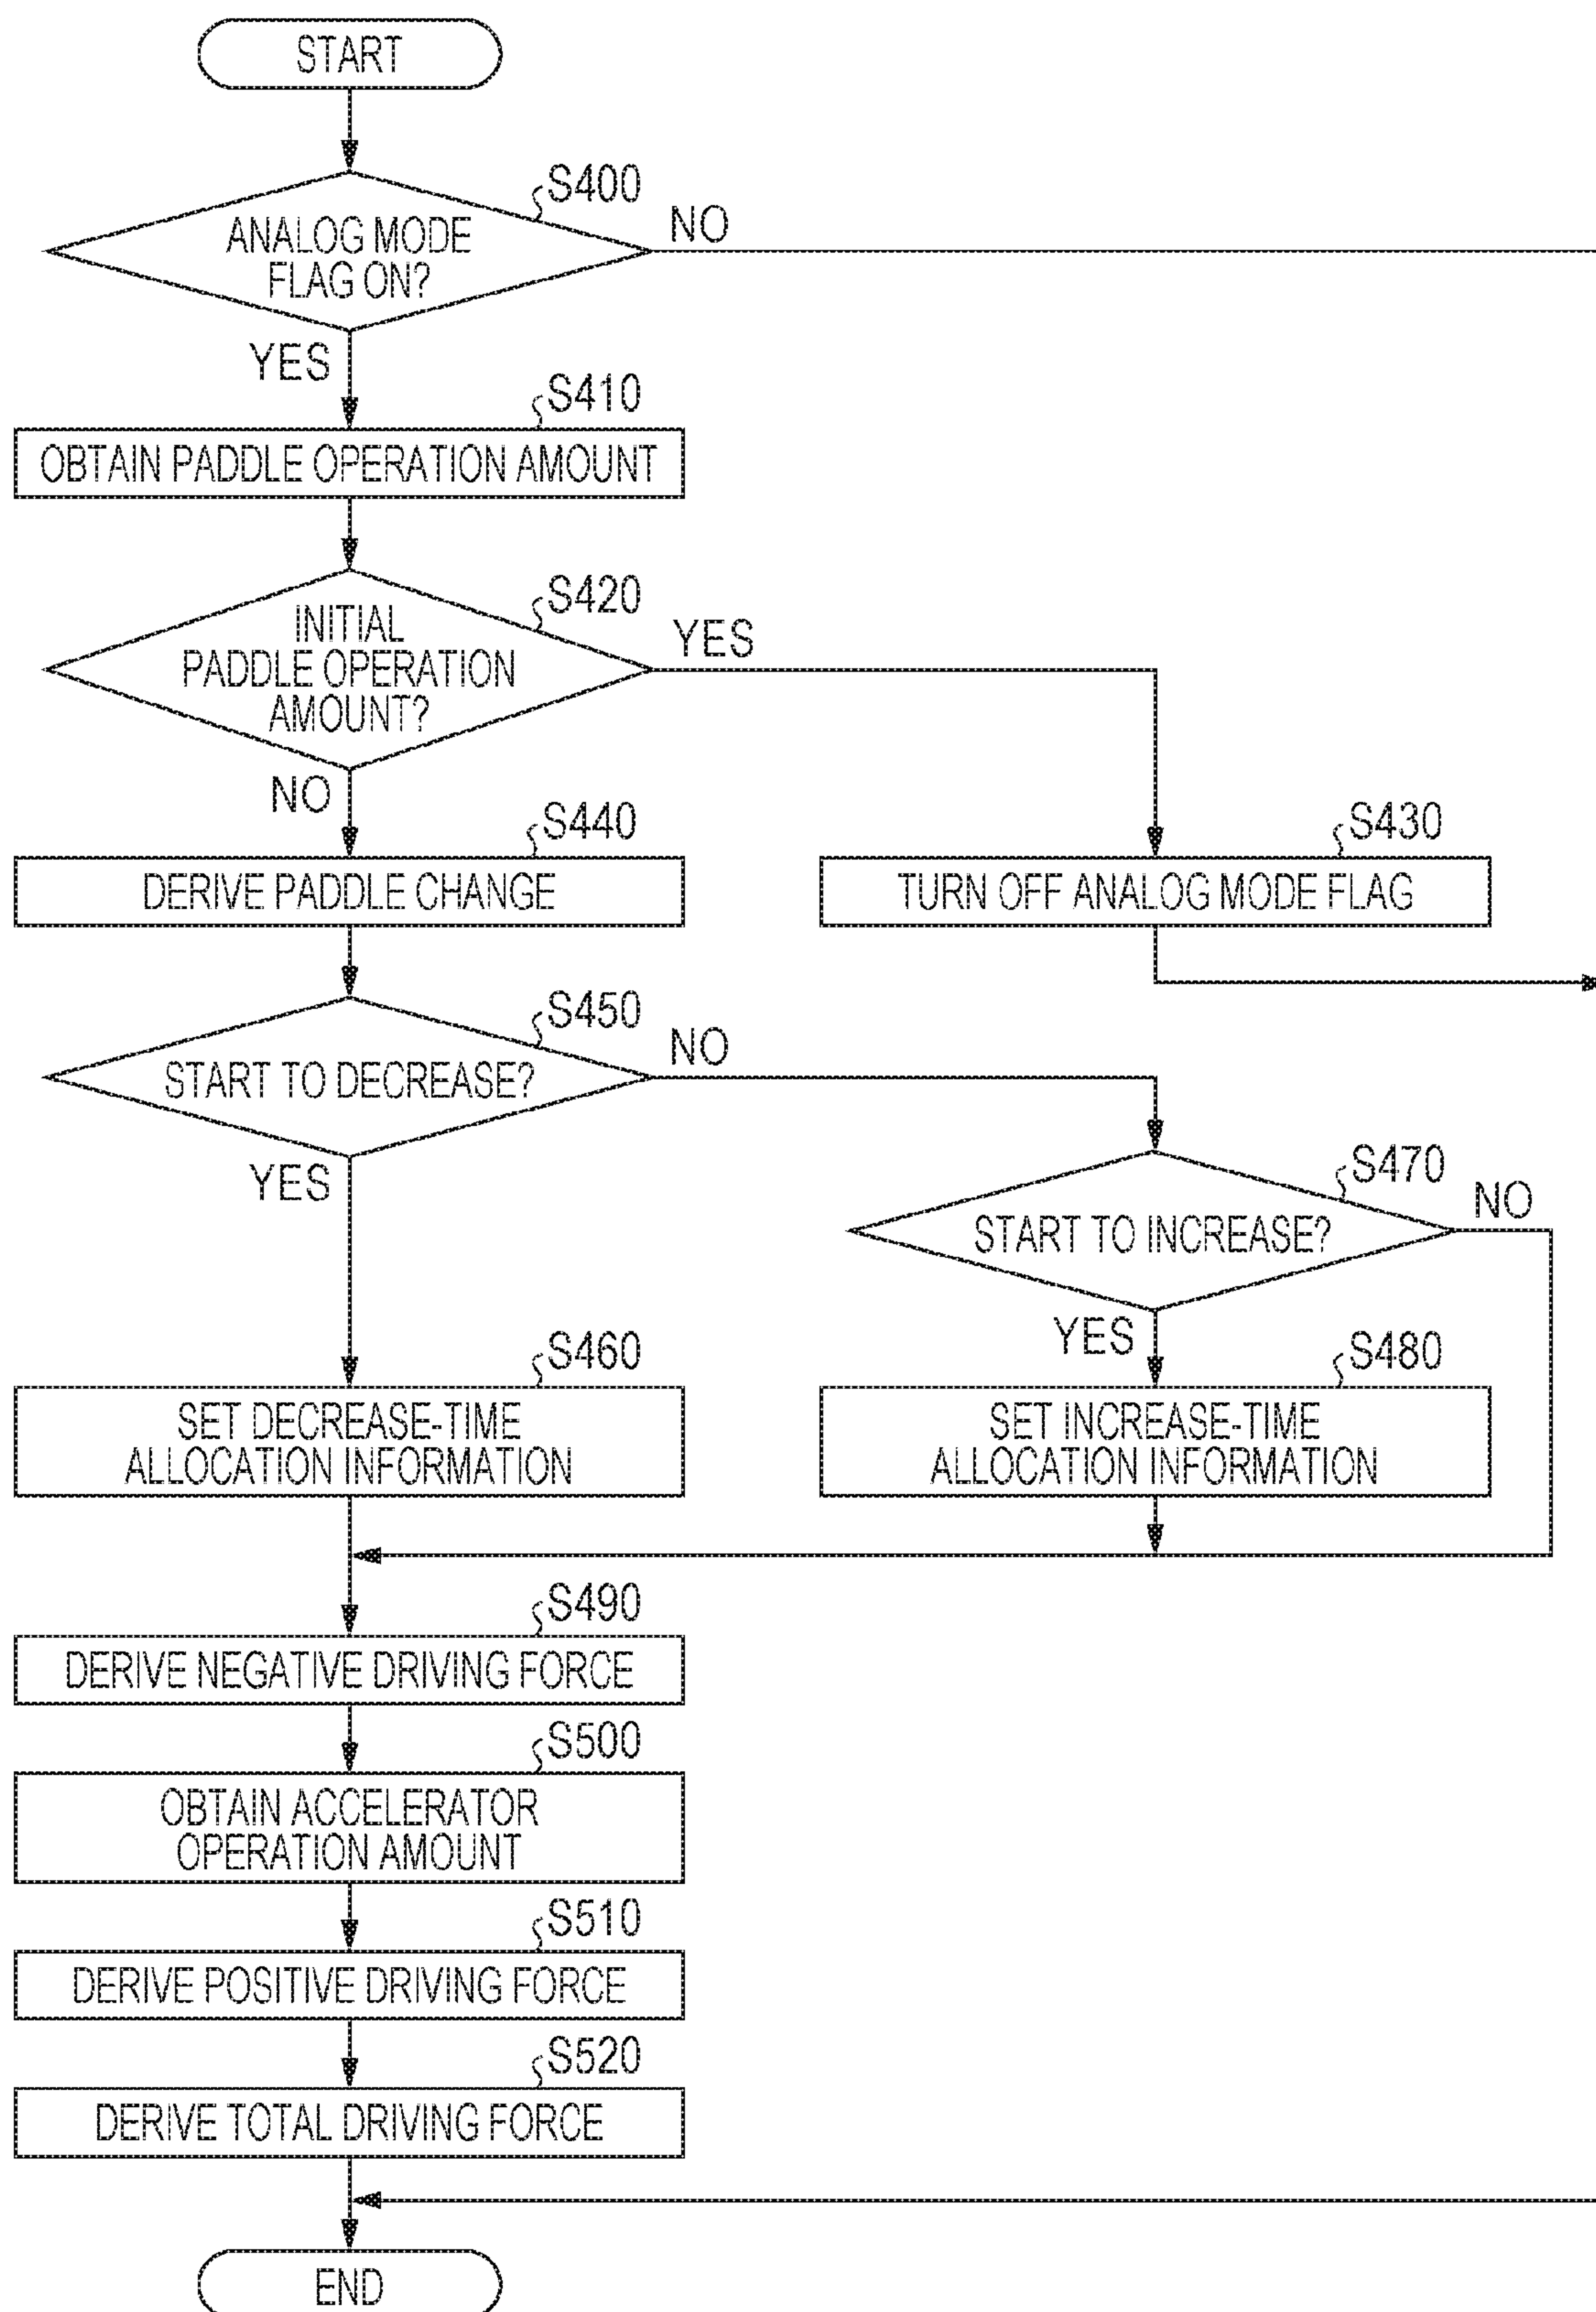 START
S400
ANALOG MODE
FLAG ON?
NO
YES
S410
OBTAIN PADDLE OPERATION AMOUNT
S420
INITIAL
PADDLE OPERATION
AMOUNT?
YES
NO
S440
DERIVE PADDLE CHANGE
S430
TURN OFF ANALOG MODE FLAG
S450
START TO DECREASE?
NO
YES
S470
START TO INCREASE?
NO
YES
S460
SET DECREASE-TIME
ALLOCATION INFORMATION
S480
SET INCREASE-TIME
ALLOCATION INFORMATION
S490
DERIVE NEGATIVE DRIVING FORCE
S500
OBTAIN ACCELERATOR
OPERATION AMOUNT
S510
DERIVE POSITIVE DRIVING FORCE
S520
DERIVE TOTAL DRIVING FORCE
END